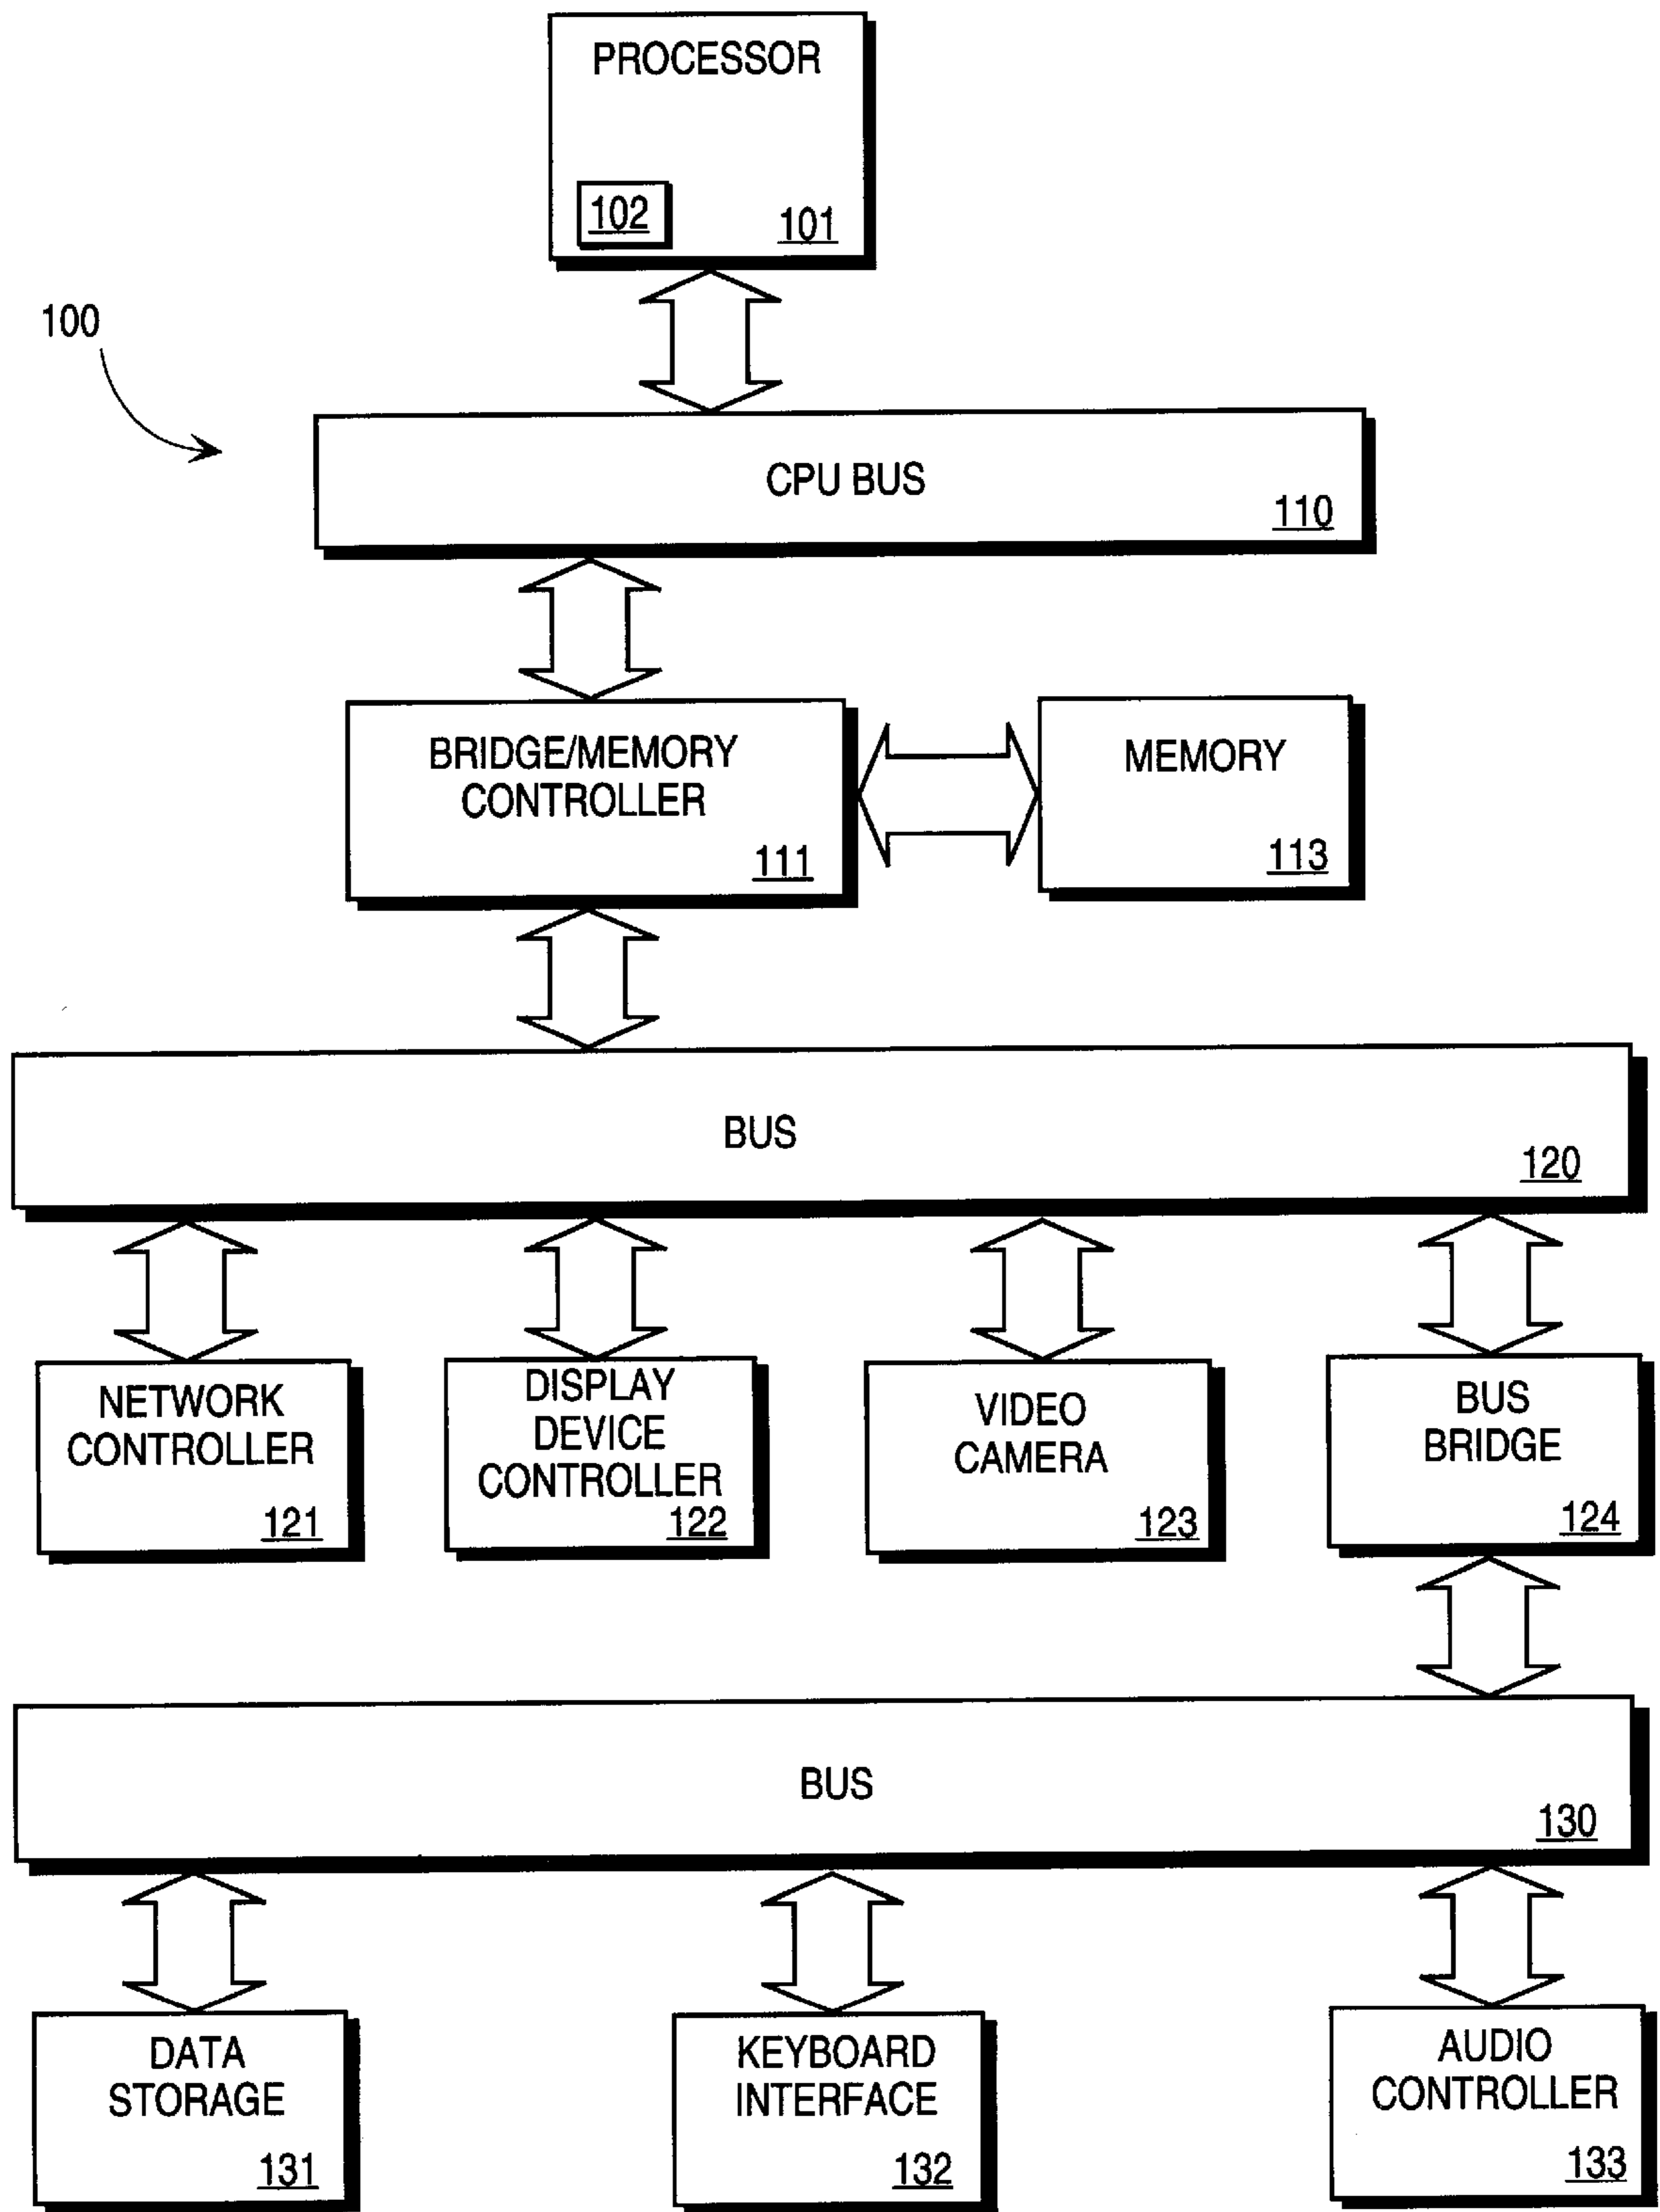 PROCESSOR
102
101
100
CPU BUS
110
BRIDGE/MEMORY
CONTROLLER
111
MEMORY
113
BUS
120
NETWORK
CONTROLLER
121
DISPLAY
DEVICE
CONTROLLER
122
VIDEO
CAMERA
123
BUS
BRIDGE
124
BUS
130
DATA
STORAGE
131
KEYBOARD
INTERFACE
132
AUDIO
CONTROLLER
133